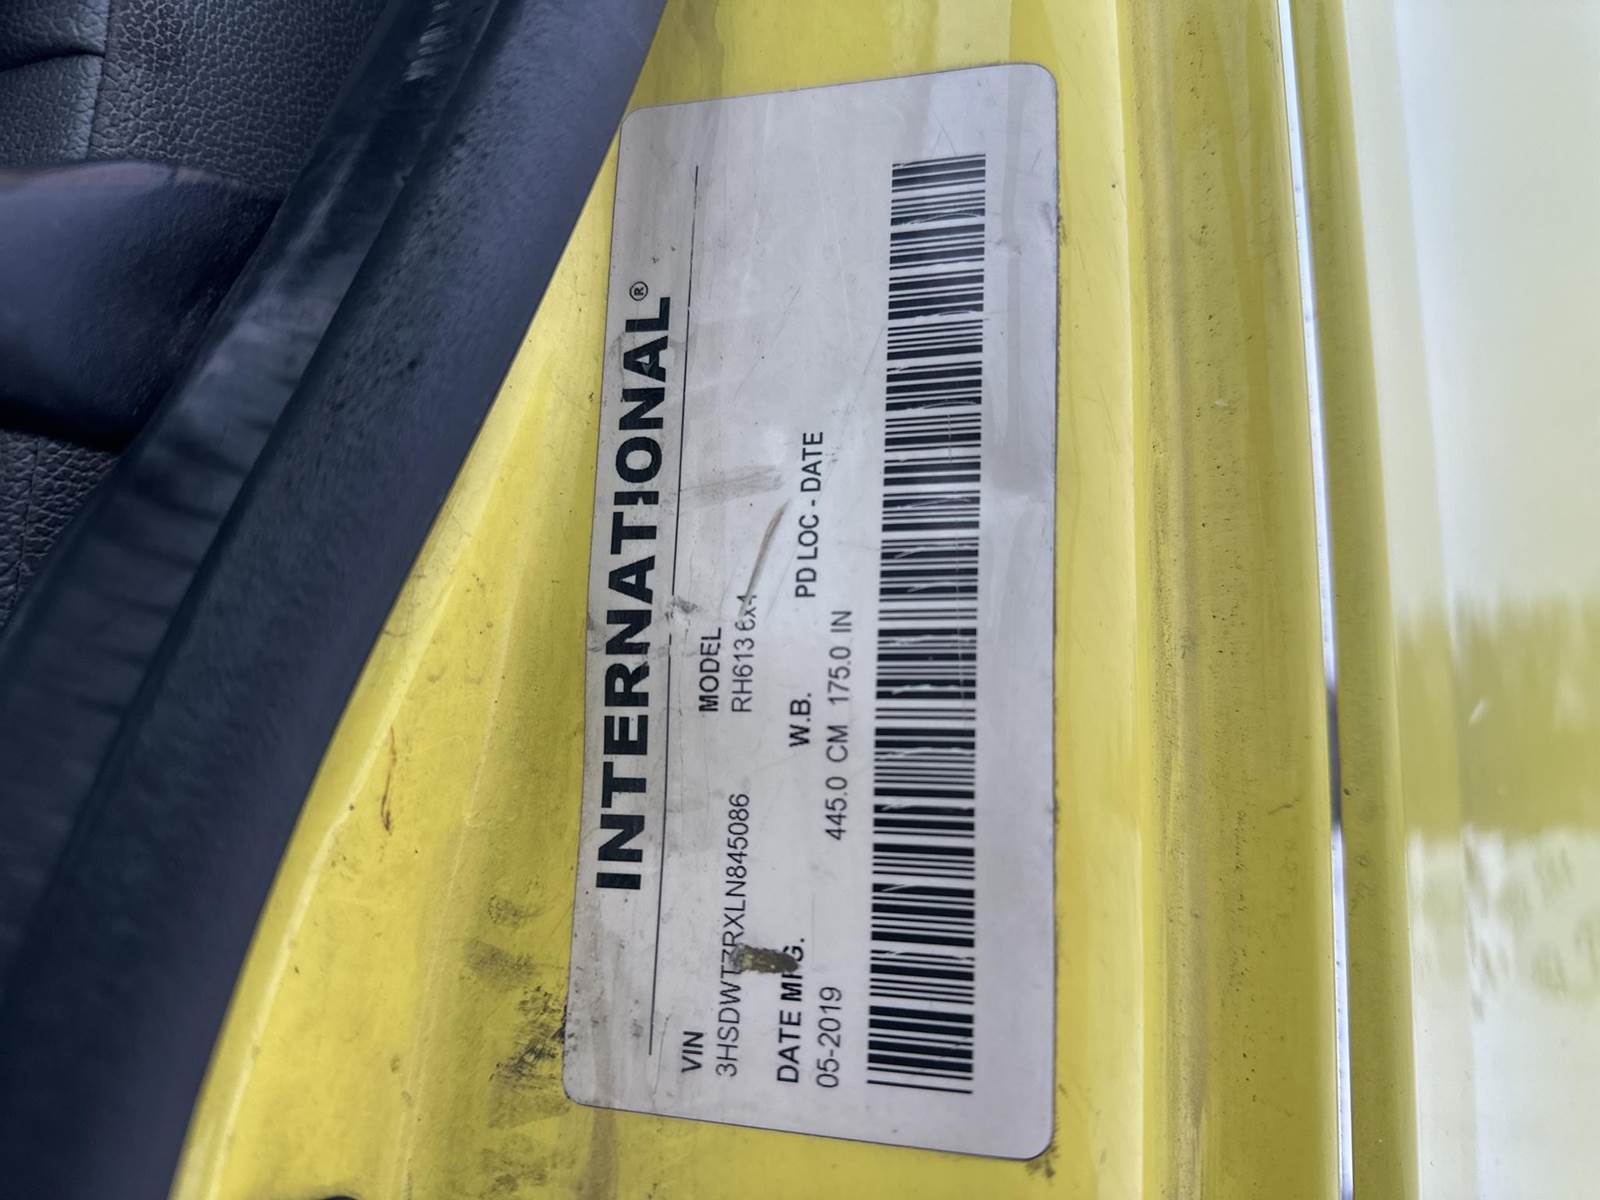 INTERNATIONAL®
VIN MODEL
3HSDWTZRXLN845086 RH613 6x4
DATE MFG. W.B. PD LOC - DATE
05-2019 445.0 CM 175.0 IN